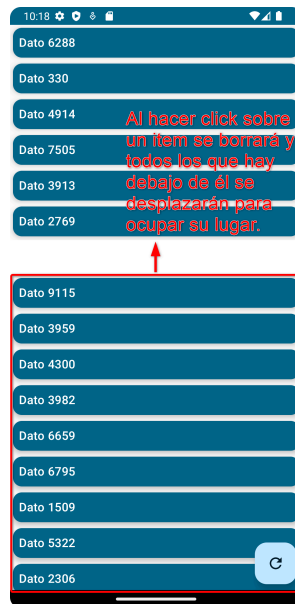 10:18
Dato 6288
Dato 330
Dato 4914
Dato 7505
Dato 3913
Dato 2769
Al hacer click sobre
un item se borrará y
todos los que hay
debajo de él se
desplazarán para
ocupar su lugar.
Dato 9115
Dato 3959
Dato 4300
Dato 3982
Dato 6659
Dato 6795
Dato 1509
Dato 5322
Dato 2306